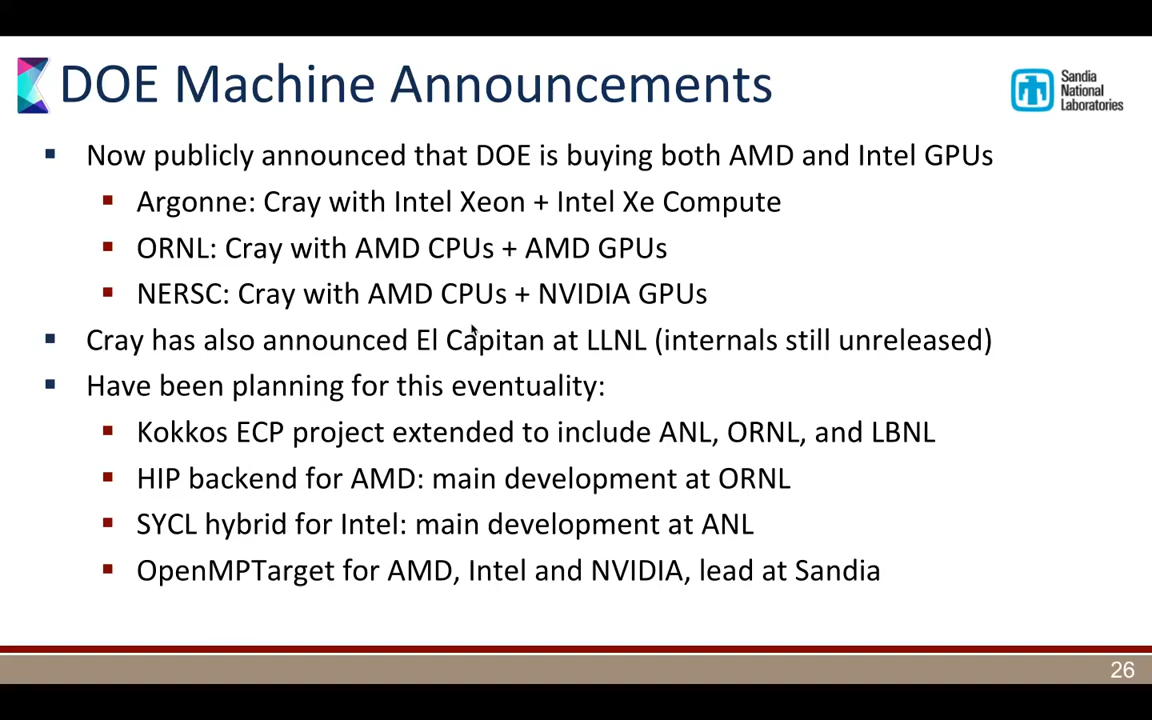 DOE Machine Announcements
Sandia
National
Laboratories
▪ Now publicly announced that DOE is buying both AMD and Intel GPUs
▪ Argonne: Cray with Intel Xeon + Intel Xe Compute
▪ ORNL: Cray with AMD CPUs + AMD GPUs
▪ NERSC: Cray with AMD CPUs + NVIDIA GPUs
▪ Cray has also announced El Capitan at LLNL (internals still unreleased)
▪ Have been planning for this eventuality:
▪ Kokkos ECP project extended to include ANL, ORNL, and LBNL
▪ HIP backend for AMD: main development at ORNL
▪ SYCL hybrid for Intel: main development at ANL
▪ OpenMPTarget for AMD, Intel and NVIDIA, lead at Sandia
26